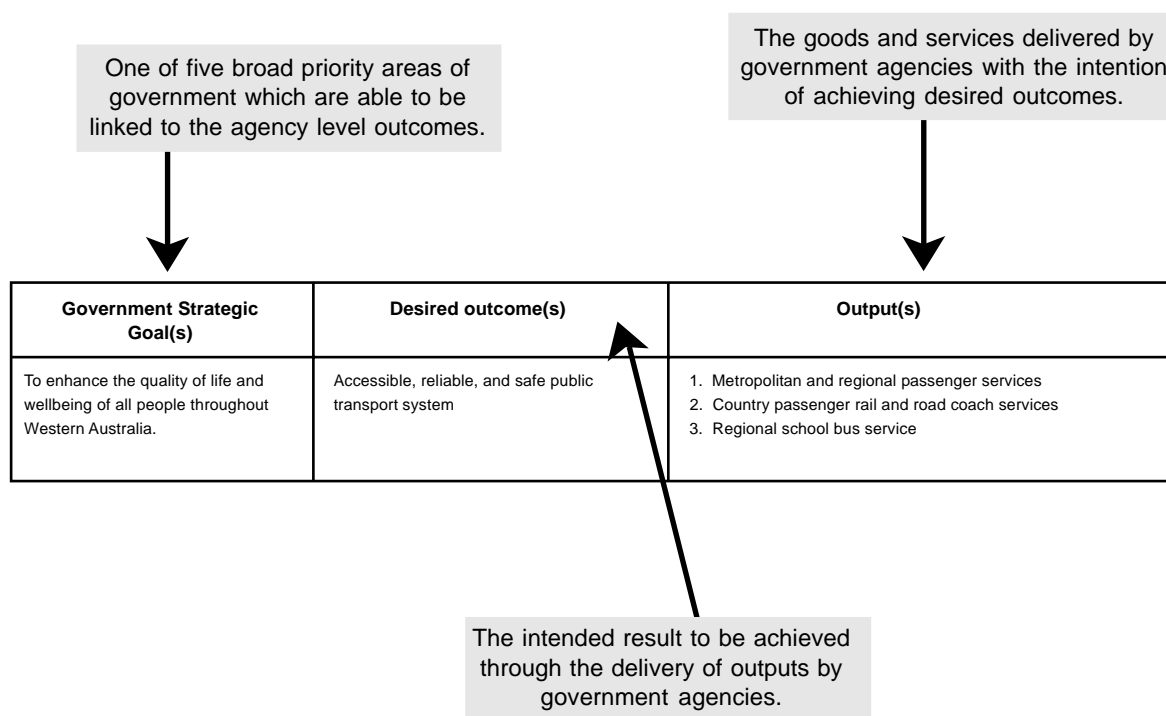 One of five broad priority areas of
government which are able to be
linked to the agency level outcomes.
The goods and services delivered by
government agencies with the intention
of achieving desired outcomes.
Government Strategic
Goal(s)
Desired outcome(s)
Output(s)
To enhance the quality of life and
wellbeing of all people throughout
Western Australia.
Accessible, reliable, and safe public
transport system
1. Metropolitan and regional passenger services
2. Country passenger rail and road coach services
3. Regional school bus service
The intended result to be achieved
through the delivery of outputs by
government agencies.